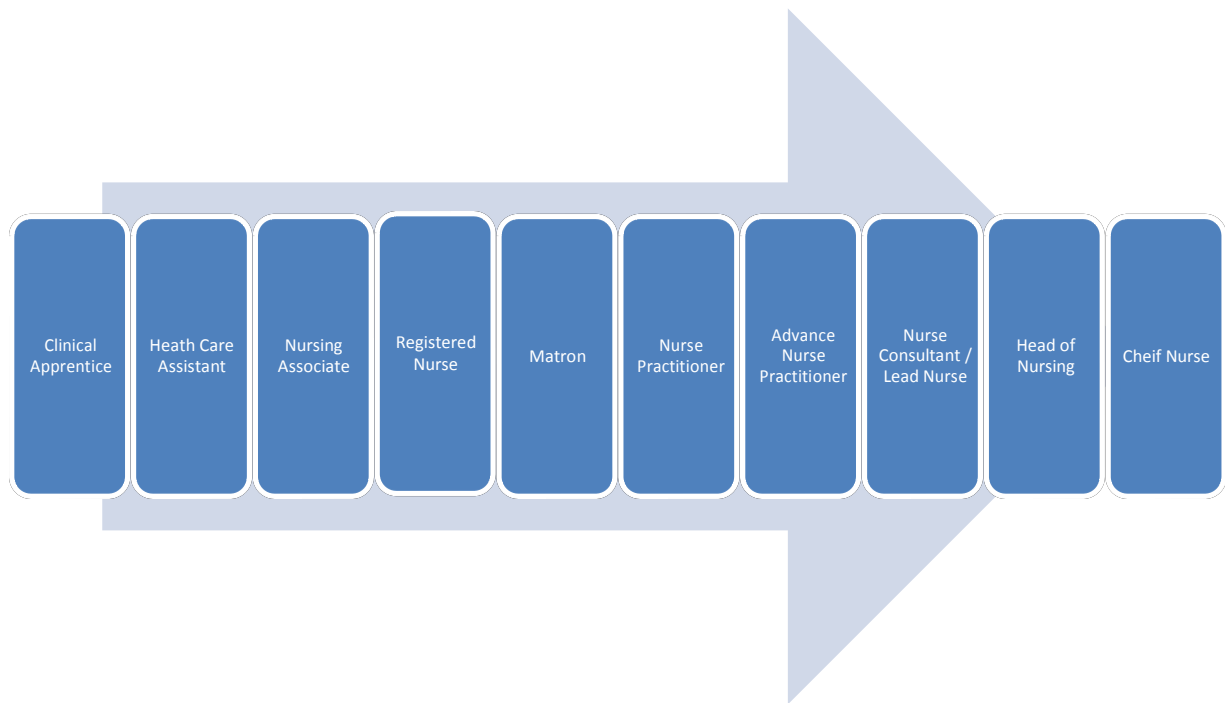 Clinical
Apprentice
Heath Care
Assistant
Nursing
Associate
Registered
Nurse
Matron
Nurse
Practitioner
Advance
Nurse
Practitioner
Nurse
Consultant /
Lead Nurse
Head of
Nursing
Cheif Nurse